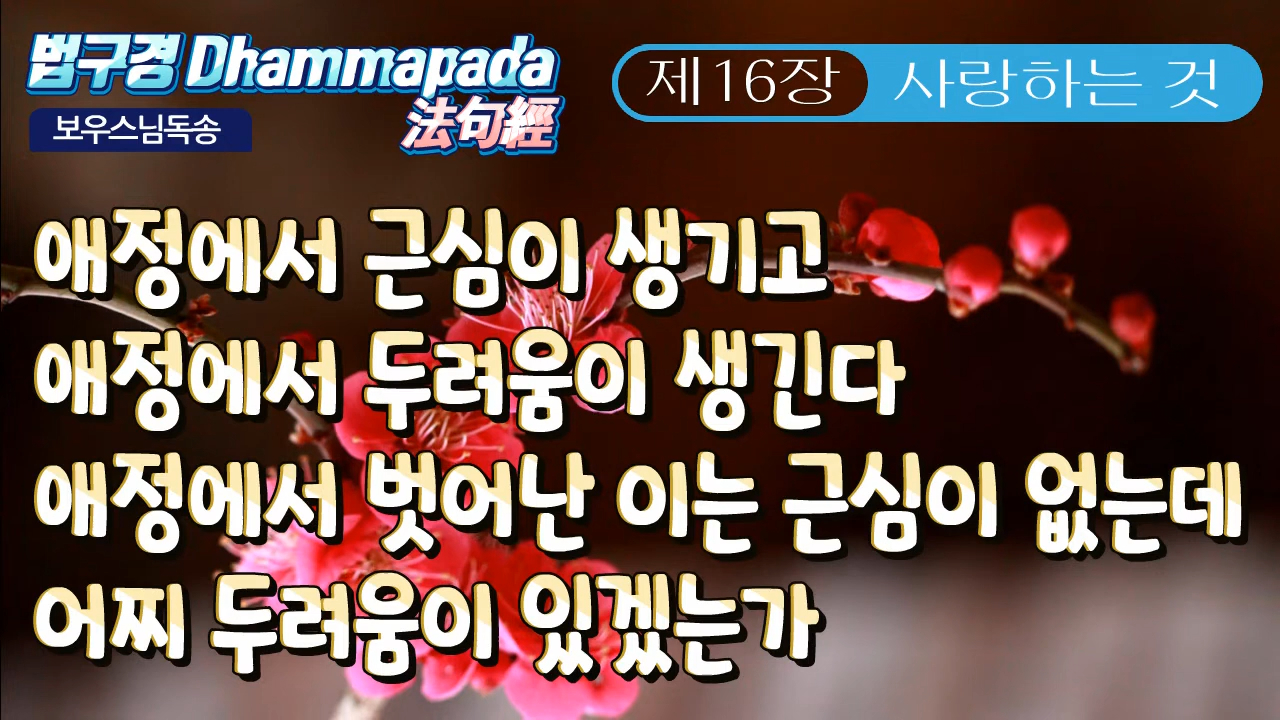 법구경 Dhammapada
法句經
보우스님독송
제16장 사랑하는 것
애정에서 근심이 생기고
애정에서 두려움이 생긴다
애정에서 벗어난 이는 근심이 없는데
어찌 두려움이 있겠는가